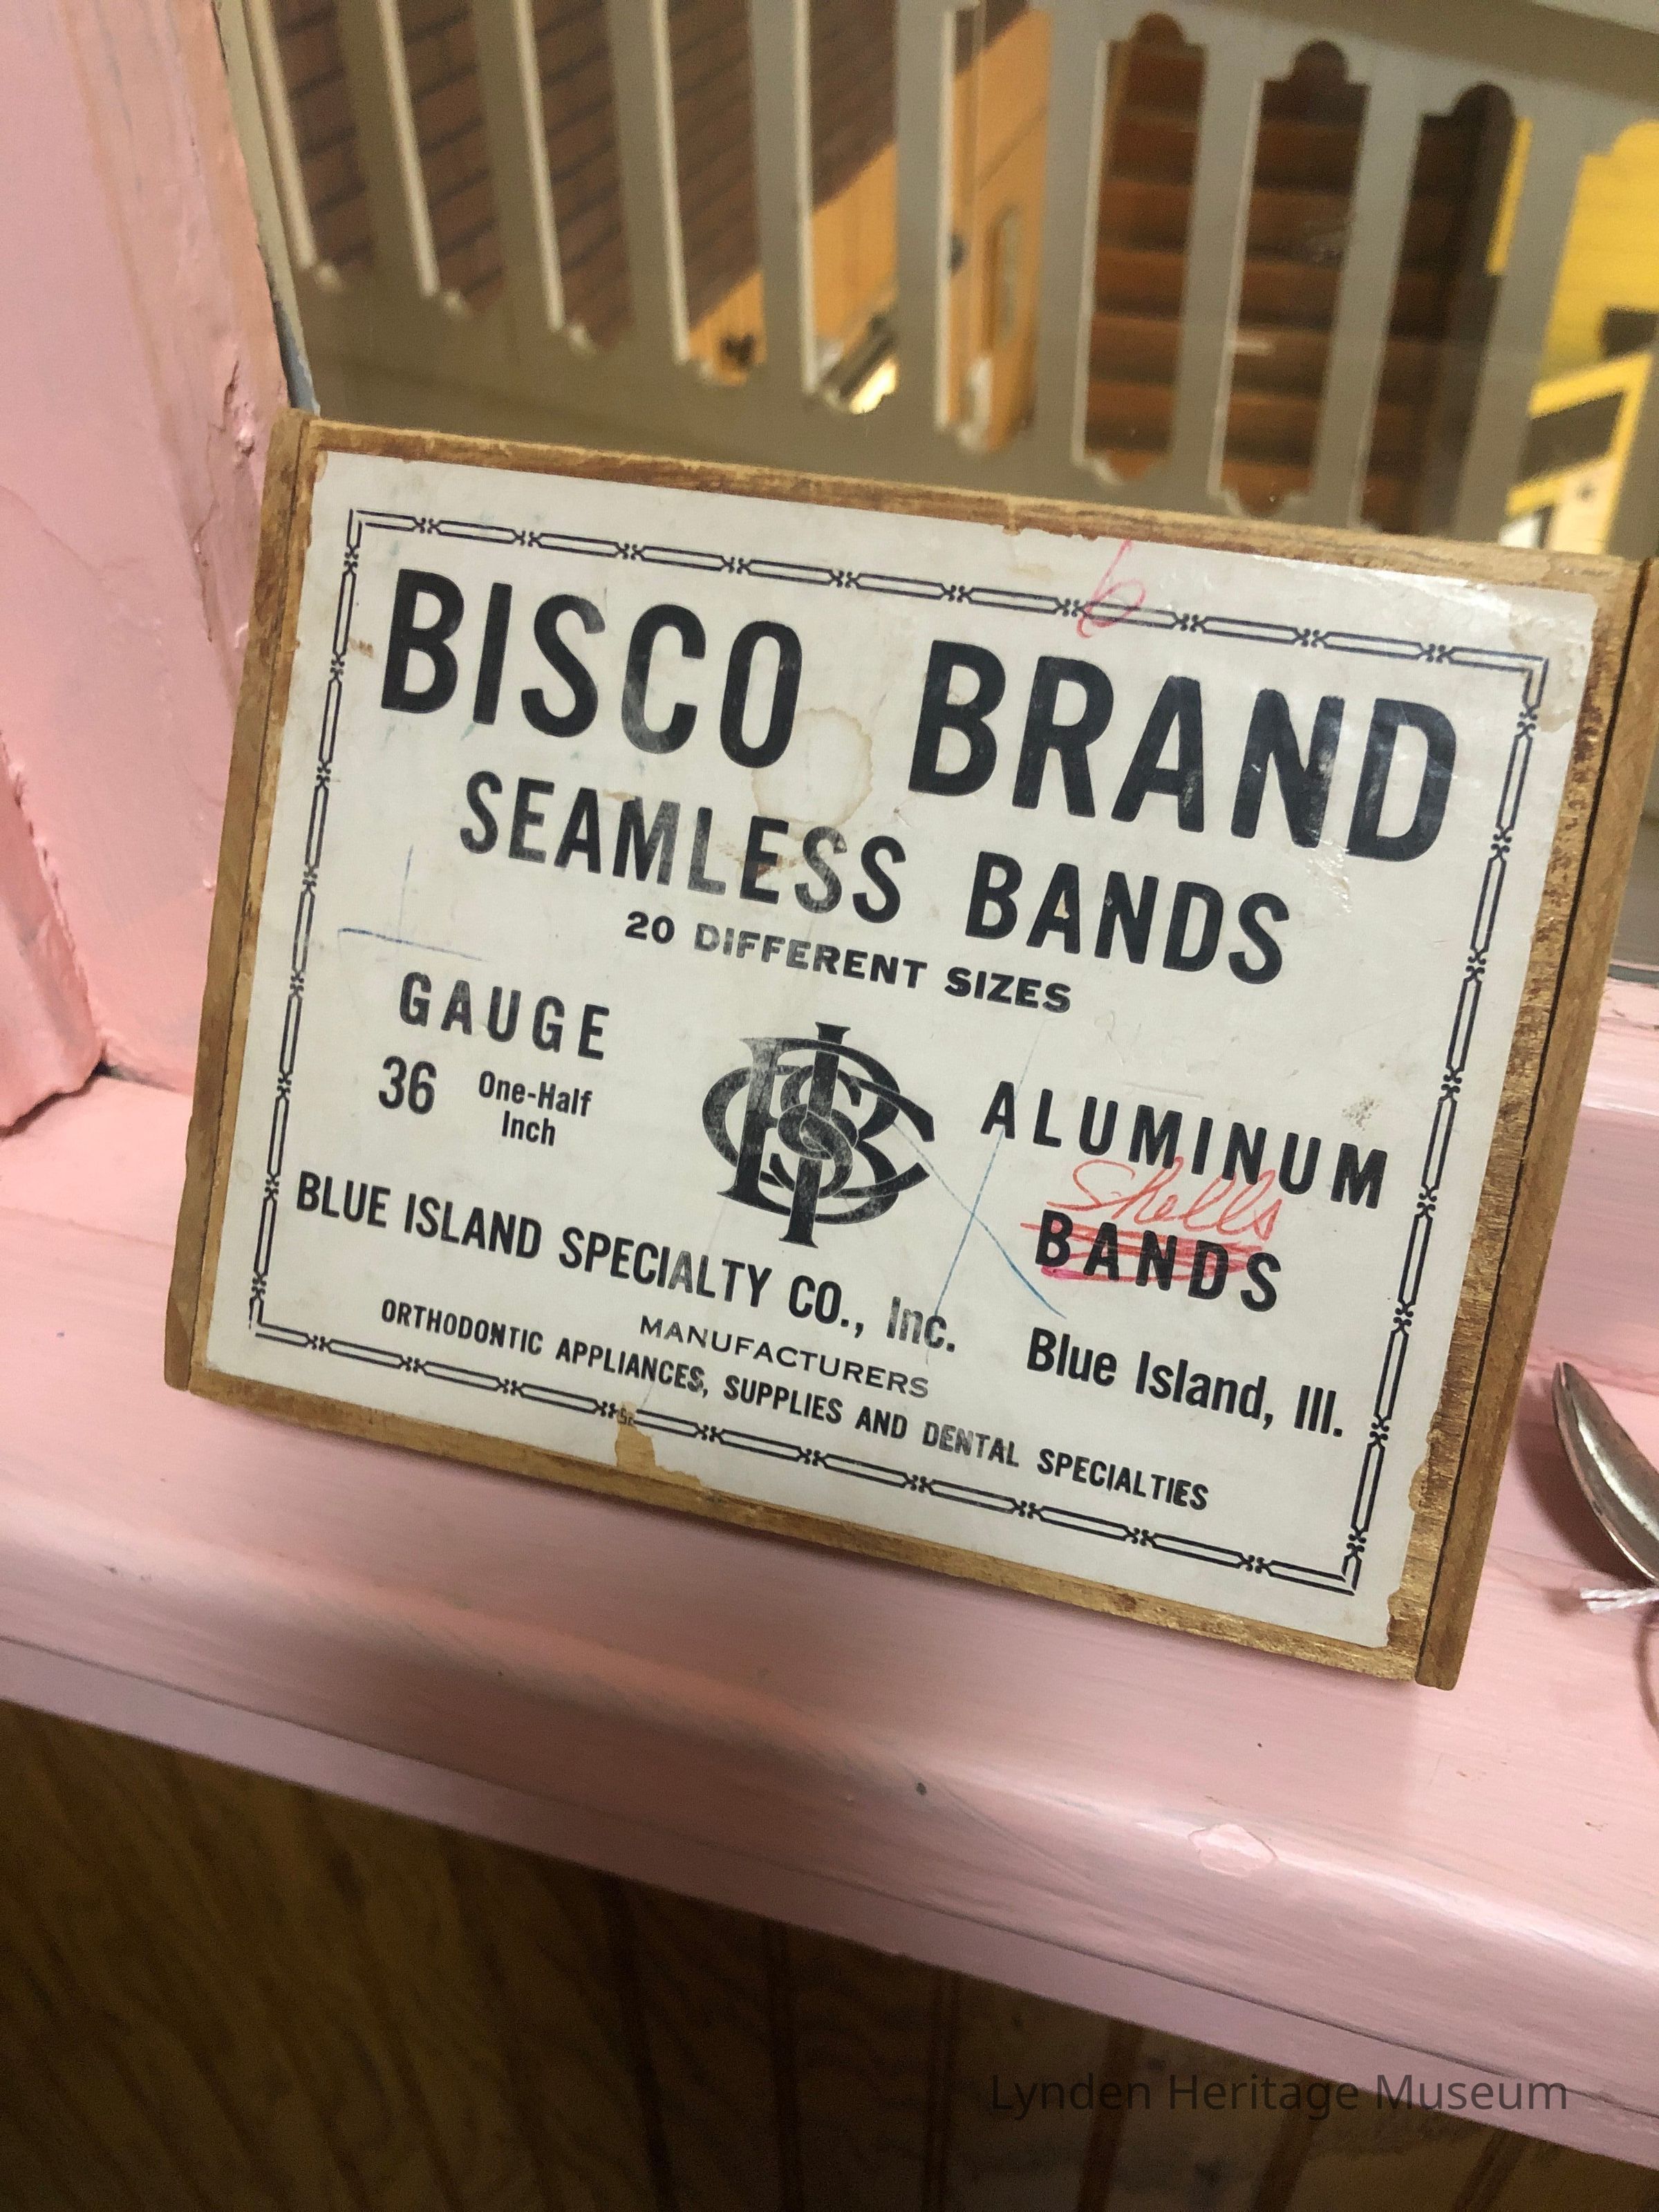 6
BISCO BRAND
SEAMLESS BANDS
20 DIFFERENT SIZES
GAUGE
36 One-Half
Inch
ALUMINUM
Shells
BANDS
BLUE ISLAND SPECIALTY CO., Inc. Blue Island, Ill.
MANUFACTURERS
ORTHODONTIC APPLIANCES, SUPPLIES AND DENTAL SPECIALTIES
Lynden Heritage Museum